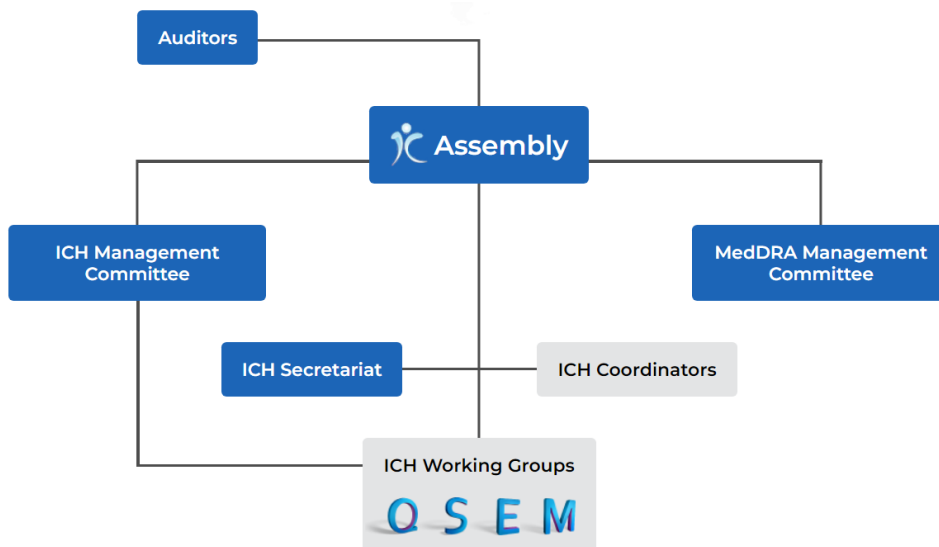 Auditors
Assembly
ICH Management
Committee
MedDRA Management
Committee
ICH Secretariat
ICH Coordinators
ICH Working Groups
Q S E M